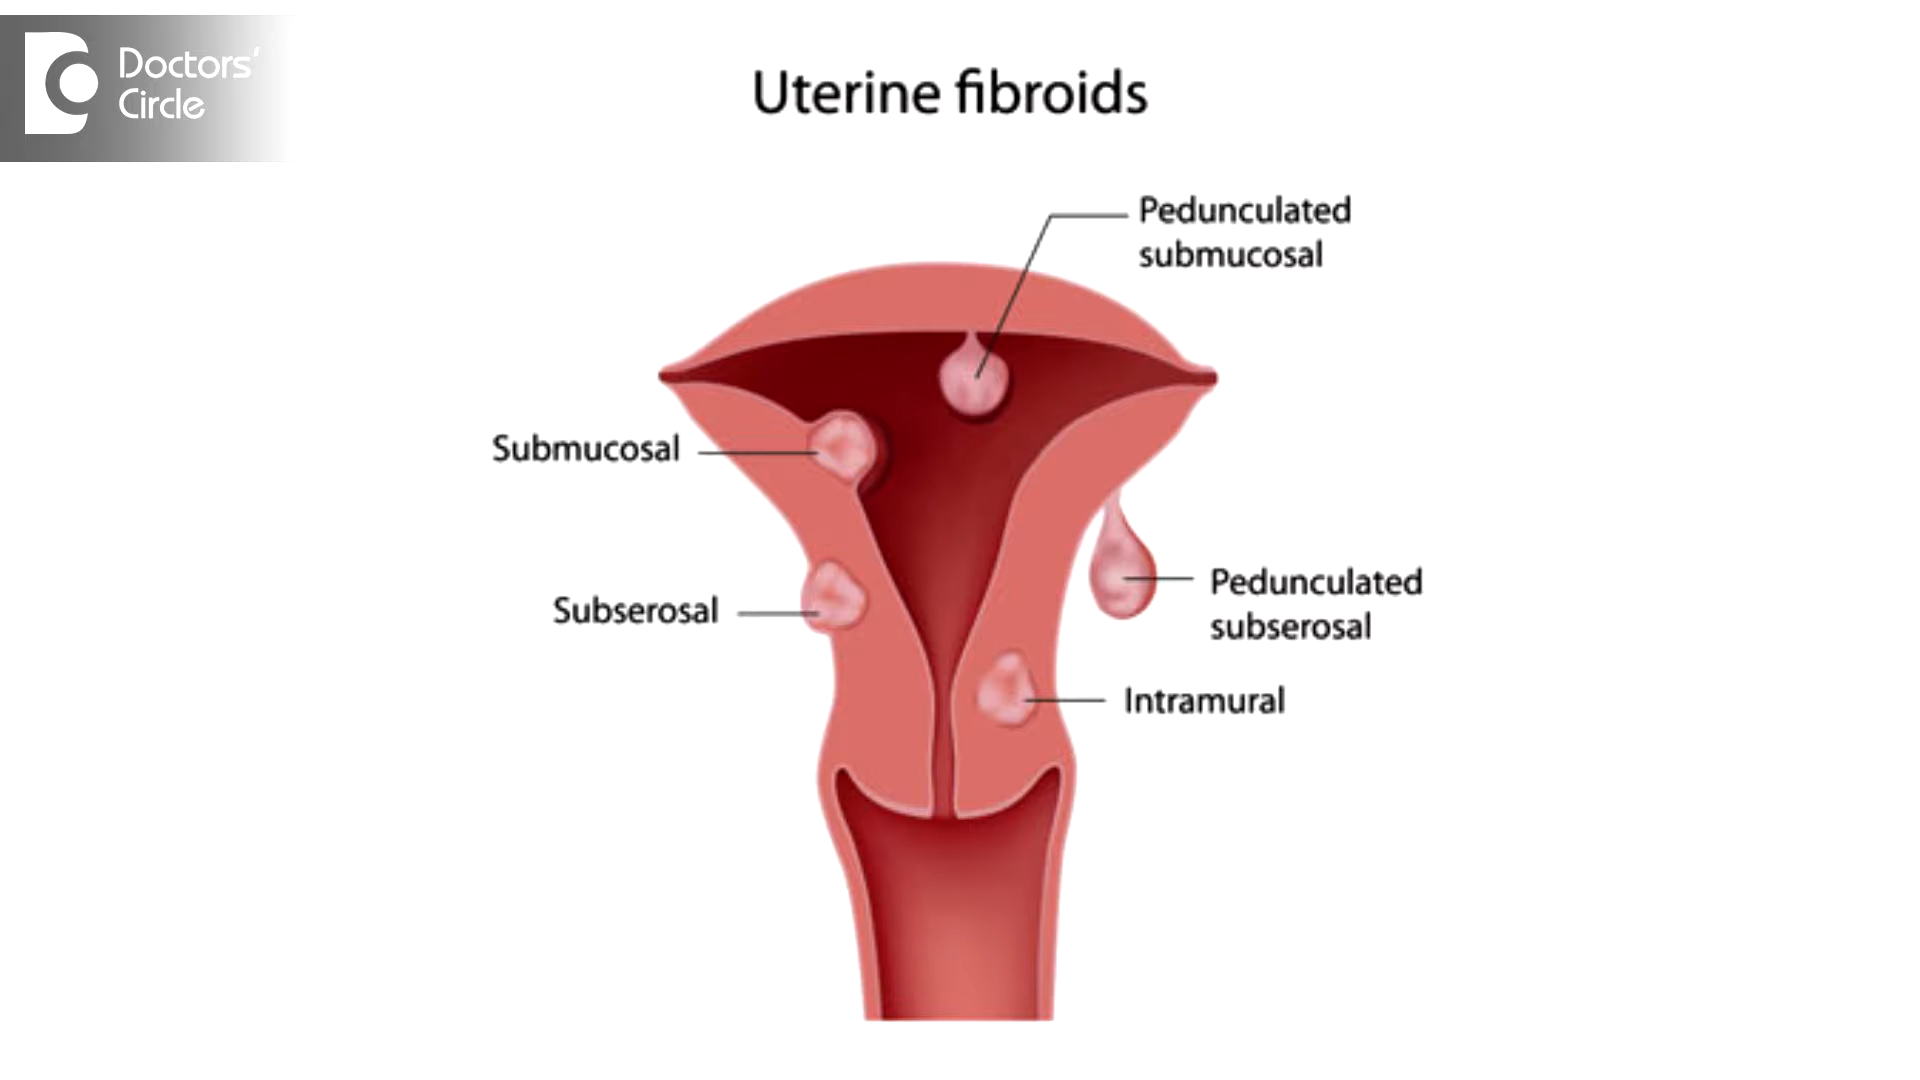 Doctors'
Circle
Uterine fibroids
Pedunculated
submucosal
Submucosal
Subserosal
Pedunculated
subserosal
Intramural